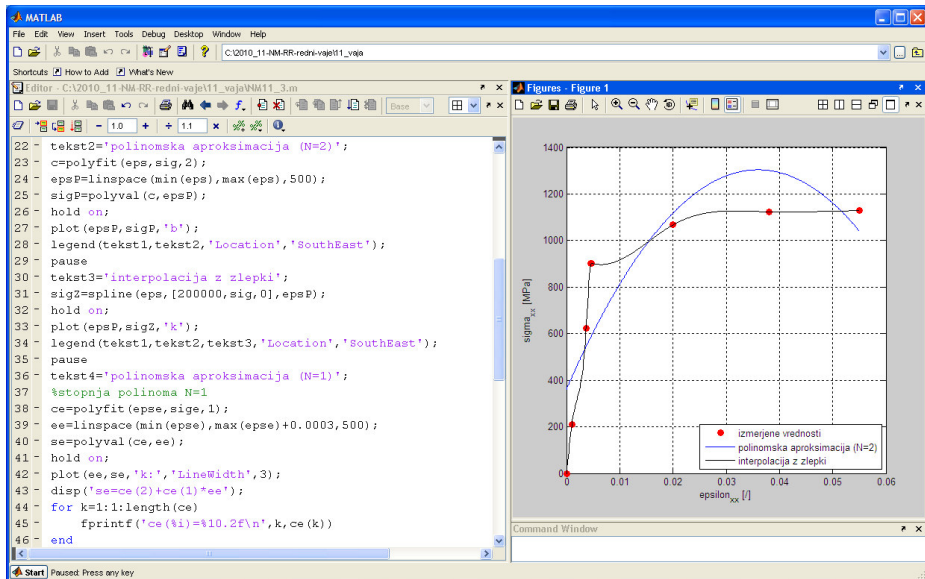 MATLAB
File Edit View Insert Tools Debug Desktop Window Help
C:\2010_11-NM-RR-redni-vaje\11_vaja
Shortcuts How to Add What's New
Editor - C:\2010_11-NM-RR-redni-vaje\11_vaja\NM11_3.m
Base
- 1.0 + ÷ 1.1 ×
22 - tekst2='polinomska aproksimacija (N=2)';
23 - c=polyfit(eps,sig,2);
24 - epsP=linspace(min(eps),max(eps),500);
25 - sigP=polyval(c,epsP);
26 - hold on;
27 - plot(epsP,sigP,'b');
28 - legend(tekst1,tekst2,'Location','SouthEast');
29 - pause
30 - tekst3='interpolacija z zlepki';
31 - sigZ=spline(eps,[200000,sig,0],epsP);
32 - hold on;
33 - plot(epsP,sigZ,'k');
34 - legend(tekst1,tekst2,tekst3,'Location','SouthEast');
35 - pause
36 - tekst4='polinomska aproksimacija (N=1)';
37 %stopnja polinoma N=1
38 - ce=polyfit(epse,sige,1);
39 - ee=linspace(min(epse),max(epse)+0.0003,500);
40 - se=polyval(ce,ee);
41 - hold on;
42 - plot(ee,se,'k:','LineWidth',3);
43 - disp('se=ce(2)+ce(1)*ee');
44 - for k=1:1:length(ce)
45 - fprintf('ce(%i)=%10.2f\n',k,ce(k))
46 - end
Figures - Figure 1
1400
1200
1000
800
600
400
200
0
sigma_xx [MPa]
0 0.01 0.02 0.03 0.04 0.05 0.06
epsilon_xx [/]
izmerjene vrednosti
polinomska aproksimacija (N=2)
interpolacija z zlepki
Command Window
Start Paused: Press any key